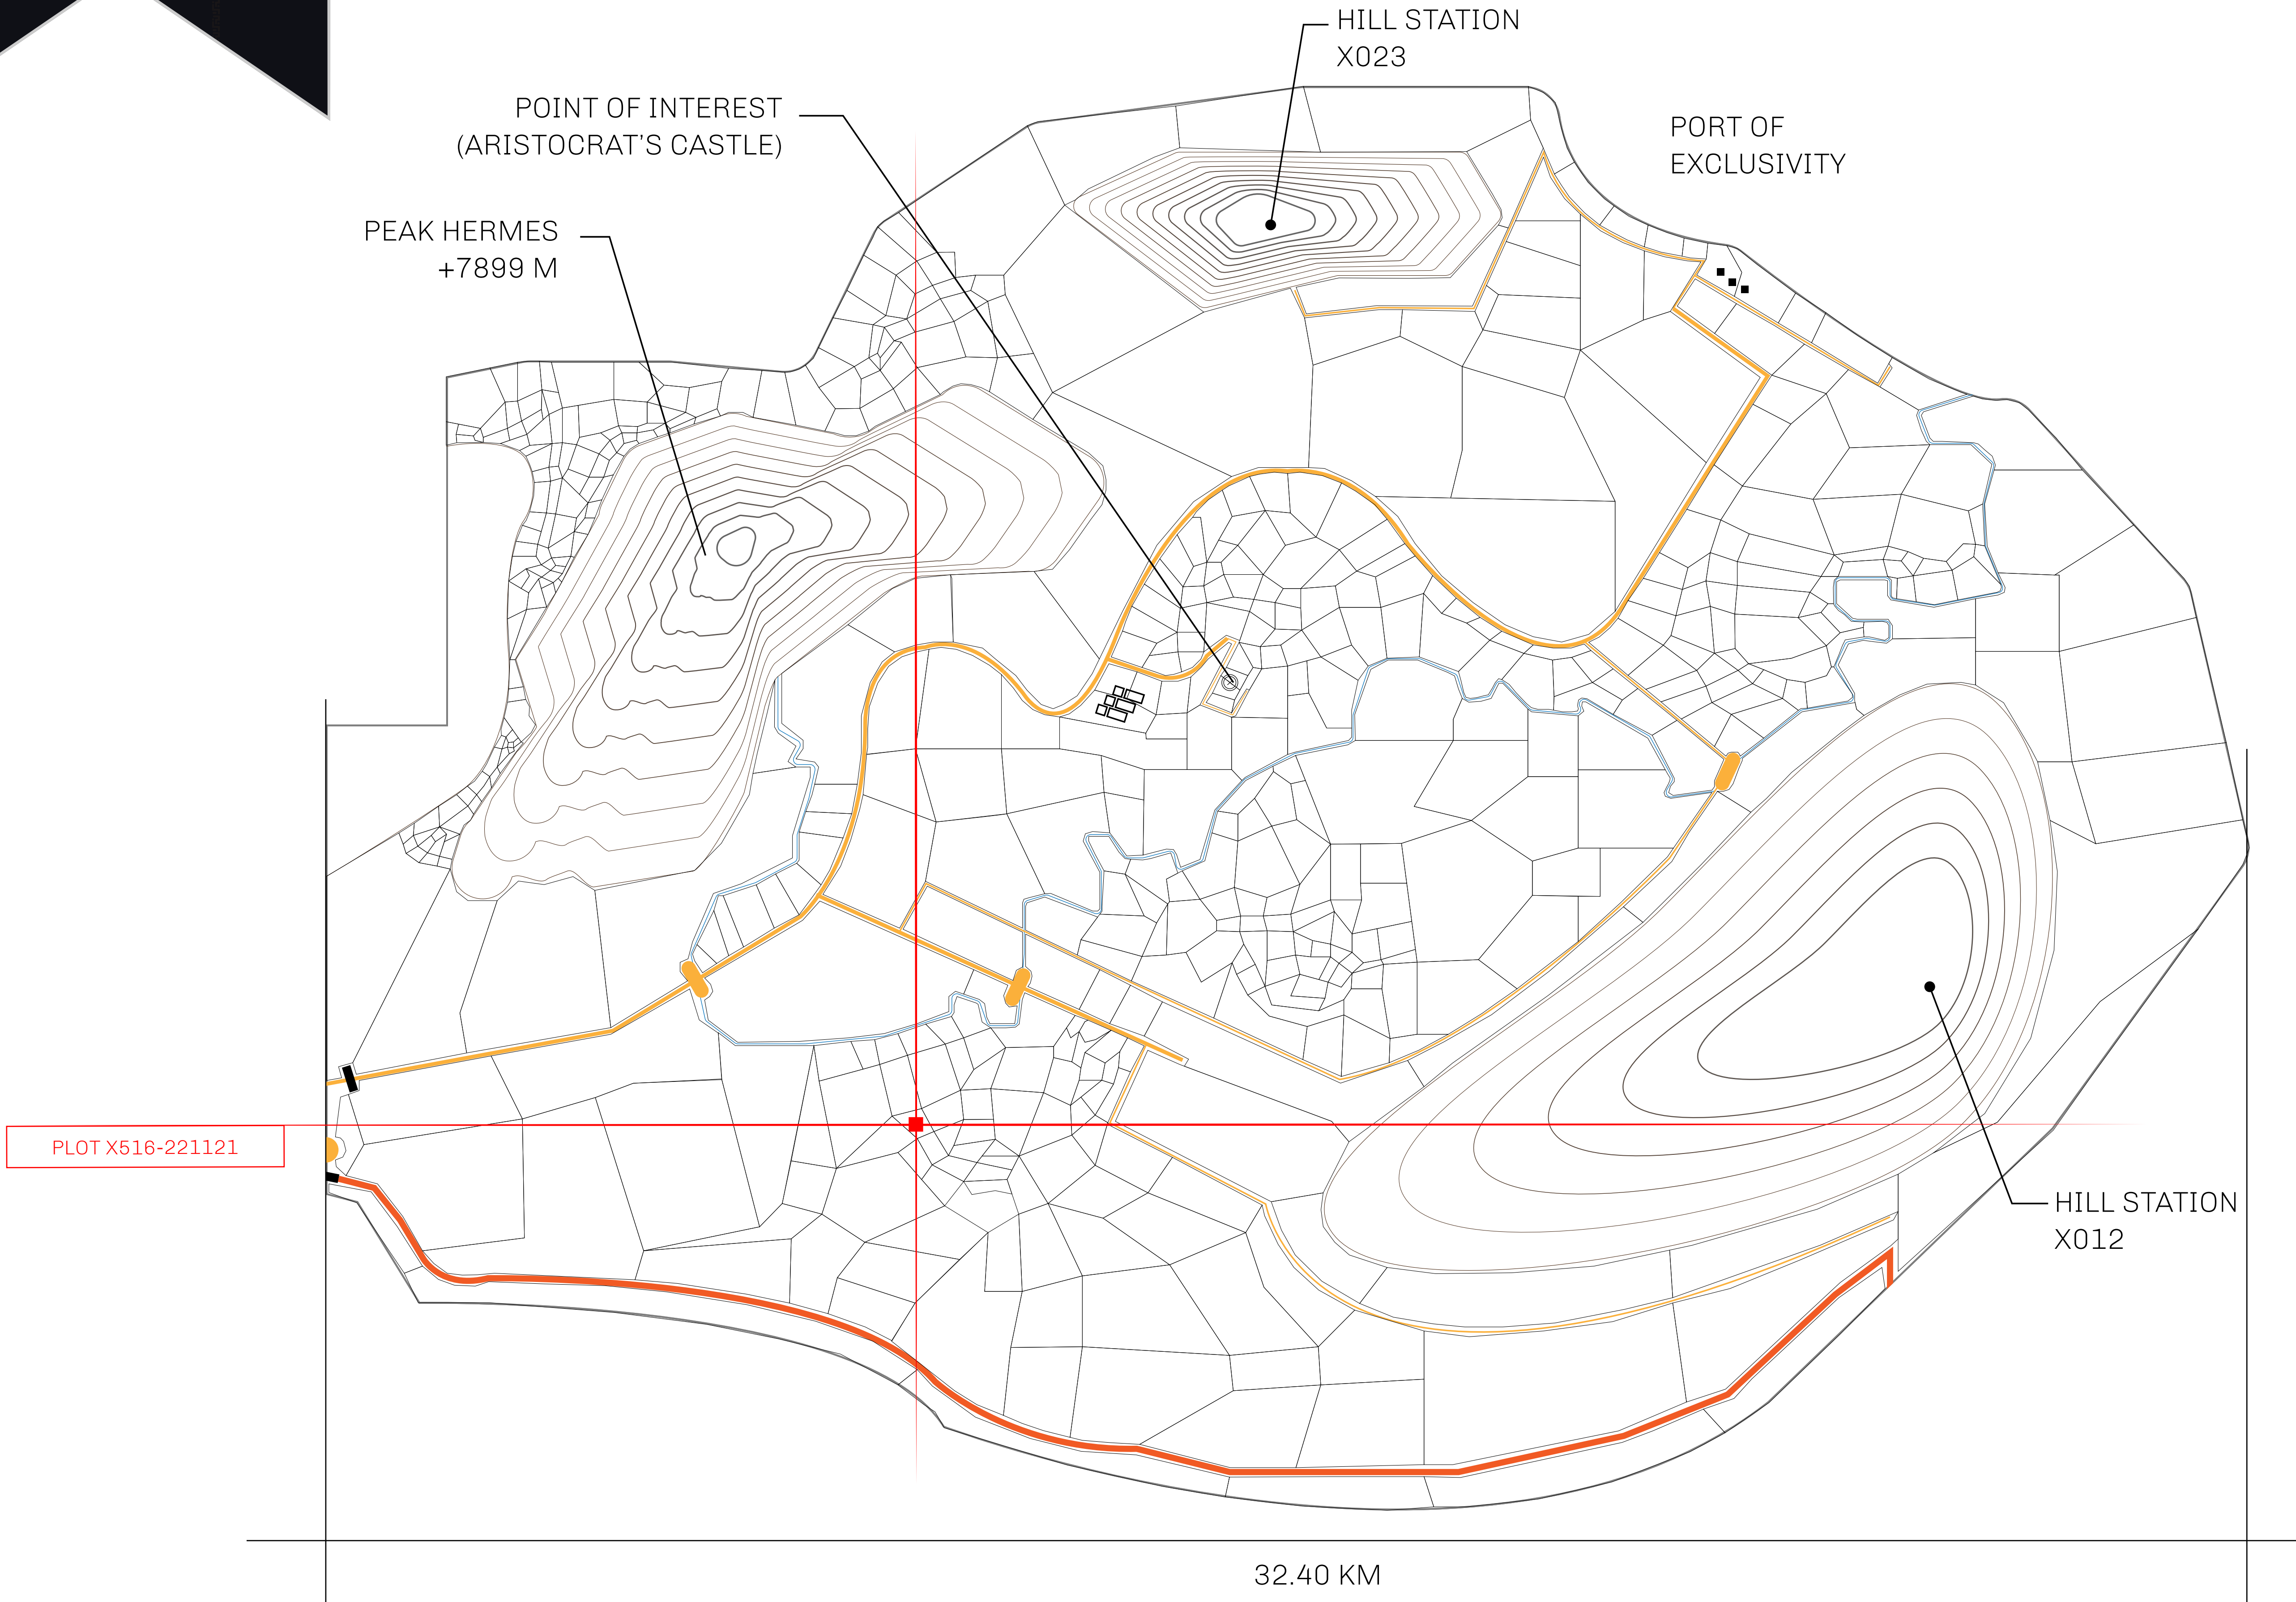 HILL STATION
X023
POINT OF INTEREST
(ARISTOCRAT'S CASTLE)
PORT OF
EXCLUSIVITY
PEAK HERMES
+7899 M
PLOT X516-221121
HILL STATION
X012
32.40 KM